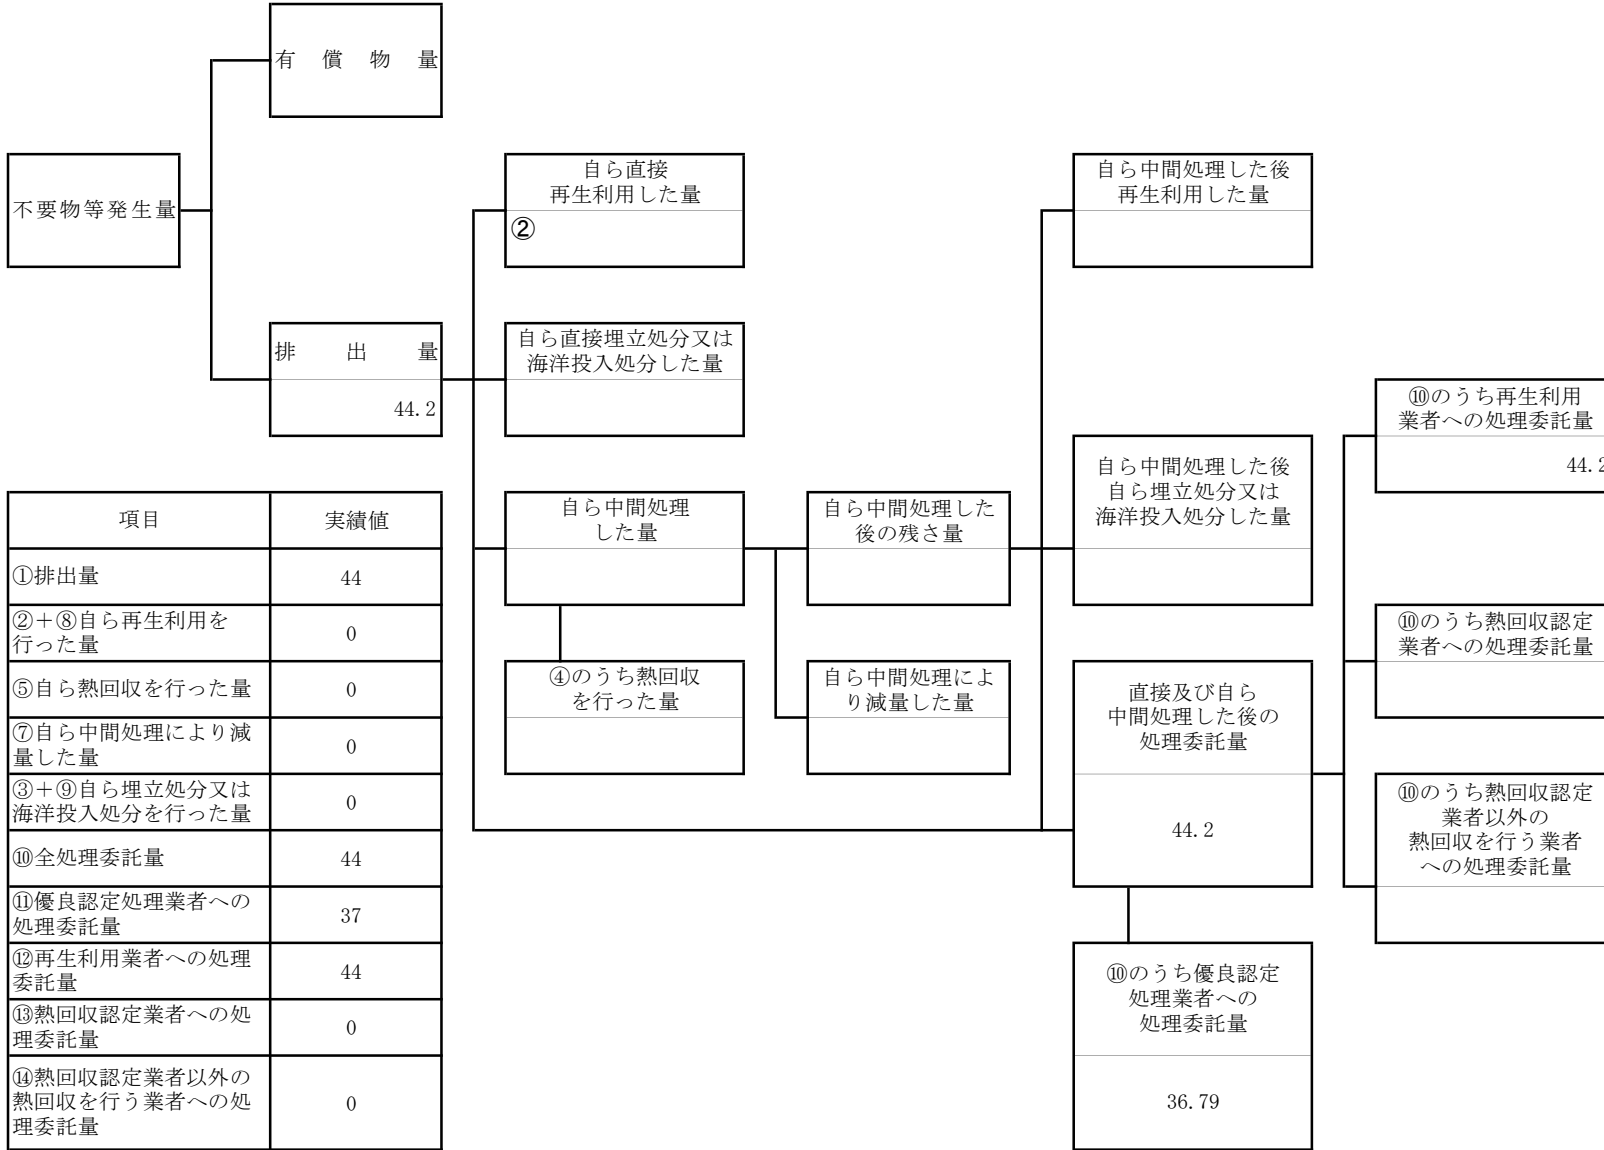 有償物量
不要物等発生量
自ら直接
再生利用した量
②
自ら中間処理した後
再生利用した量
排出量
44.2
自ら直接埋立処分又は
海洋投入処分した量
⑩のうち再生利用
業者への処理委託量
44.2
自ら中間処理した後
自ら埋立処分又は
海洋投入処分した量
自ら中間処理
した量
自ら中間処理した
後の残さ量
⑩のうち熱回収認定
業者への処理委託量
④のうち熱回収
を行った量
自ら中間処理によ
り減量した量
直接及び自ら
中間処理した後の
処理委託量
44.2
⑩のうち熱回収認定
業者以外の
熱回収を行う業者
への処理委託量
⑩のうち優良認定
処理業者への
処理委託量
36.79
項目 実績値
①排出量 44
②＋⑧自ら再生利用を
行った量 0
⑤自ら熱回収を行った量 0
⑦自ら中間処理により減
量した量 0
③＋⑨自ら埋立処分又は
海洋投入処分を行った量 0
⑩全処理委託量 44
⑪優良認定処理業者への
処理委託量 37
⑫再生利用業者への処理
委託量 44
⑬熱回収認定業者への処
理委託量 0
⑭熱回収認定業者以外の
熱回収を行う業者への処
理委託量 0